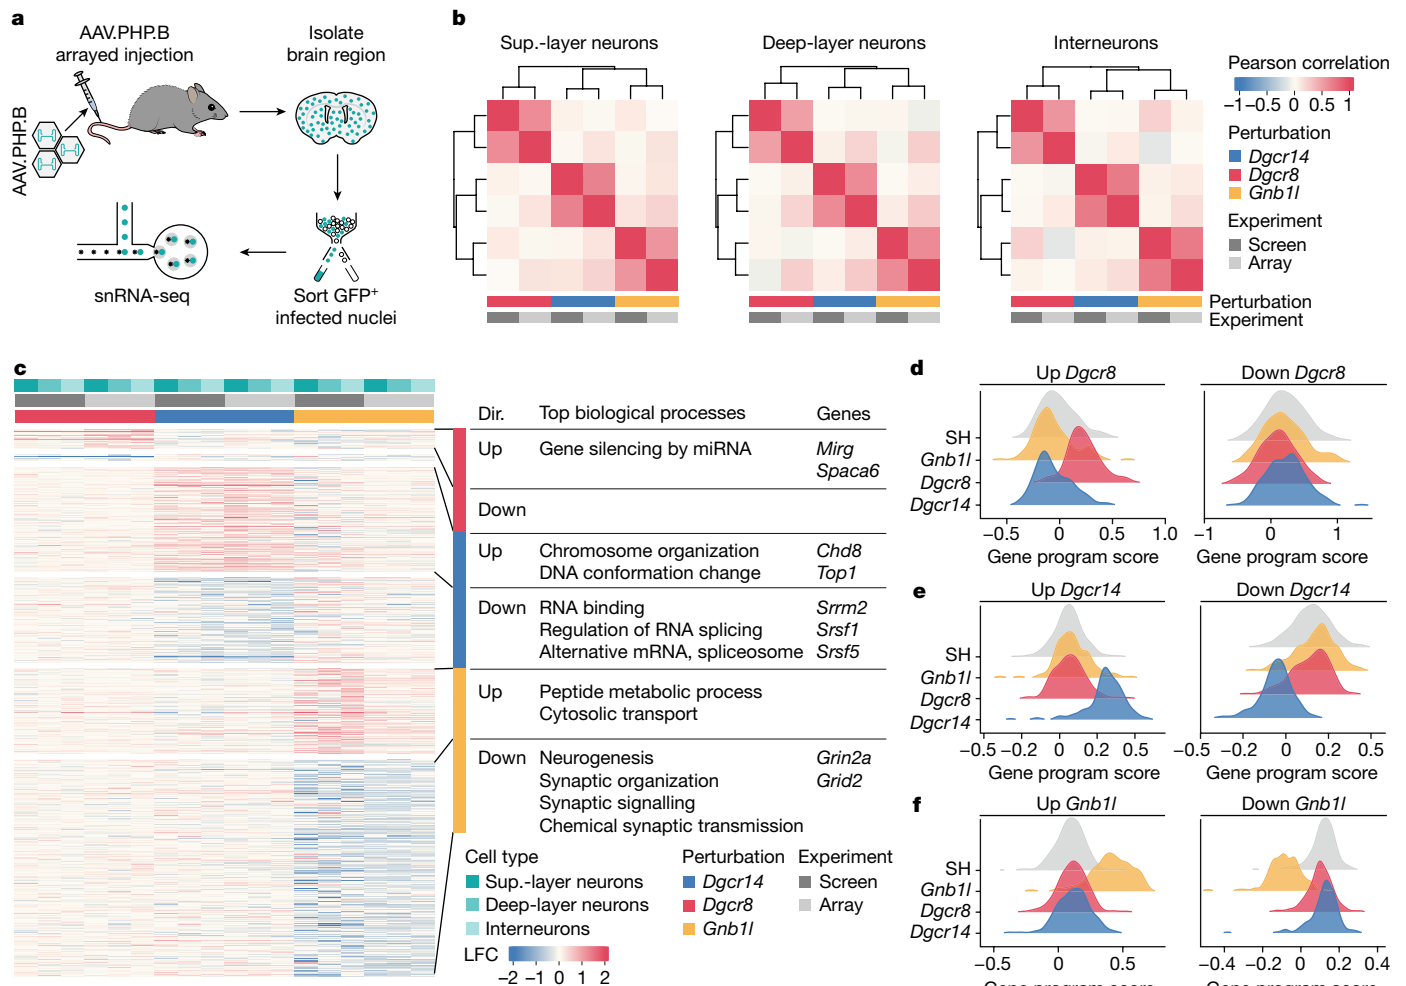 a
AAV.PHP.B
arrayed injection
Isolate
brain region
AAV.PHP.B
snRNA-seq
Sort GFP+
infected nuclei
b
Sup.-layer neurons
Deep-layer neurons
Interneurons
Pearson correlation
−1 −0.5 0 0.5 1
Perturbation
Dgcr14
Dgcr8
Gnb1l
Experiment
Screen
Array
Perturbation
Experiment
c
Dir. Top biological processes Genes
Up Gene silencing by miRNA Mirg
Spaca6
Down
Up Chromosome organization Chd8
DNA conformation change Top1
Down RNA binding Srrm2
Regulation of RNA splicing Srsf1
Alternative mRNA, spliceosome Srsf5
Up Peptide metabolic process
Cytosolic transport
Down Neurogenesis Grin2a
Synaptic organization Grid2
Synaptic signalling
Chemical synaptic transmission
Cell type
Sup.-layer neurons
Deep-layer neurons
Interneurons
Perturbation
Dgcr14
Dgcr8
Gnb1l
Experiment
Screen
Array
LFC
−2 −1 0 1 2
d
Up Dgcr8
Down Dgcr8
SH
Gnb1l
Dgcr8
Dgcr14
−0.5 0 0.5 1.0
−1 0 1
Gene program score
Gene program score
e
Up Dgcr14
Down Dgcr14
SH
Gnb1l
Dgcr8
Dgcr14
−0.5 −0.2 0 0.2 0.5
−0.5 −0.2 0 0.2 0.5
Gene program score
Gene program score
f
Up Gnb1l
Down Gnb1l
SH
Gnb1l
Dgcr8
Dgcr14
−0.5 0 0.5
−0.4 −0.2 0 0.2 0.4
Gene program score
Gene program score